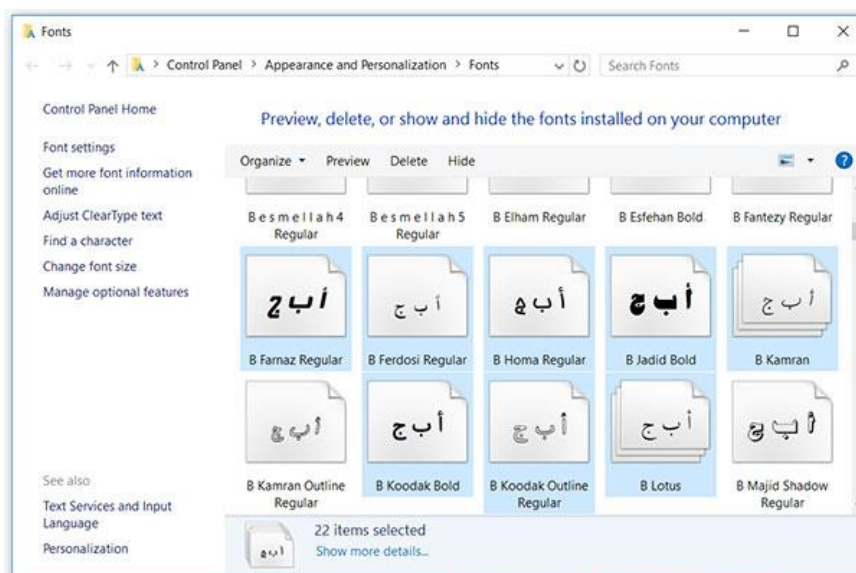 Fonts
Control Panel > Appearance and Personalization > Fonts
Search Fonts
Control Panel Home
Font settings
Get more font information
online
Adjust ClearType text
Find a character
Change font size
Manage optional features
See also
Text Services and Input
Language
Personalization
Preview, delete, or show and hide the fonts installed on your computer
Organize Preview Delete Hide
B e s m e l l a h 4
Regular
B e s m e l l a h 5
Regular
B Elham Regular
B Esfehan Bold
B Fantezy Regular
أ ب ج
أ ب ج
أ ب ج
أ ب ج
أ ب ج
B Farnaz Regular
B Ferdosi Regular
B Homa Regular
B Jadid Bold
B Kamran
أ ب ج
أ ب ج
أ ب ج
أ ب ج
أ ب ج
B Kamran Outline
Regular
B Koodak Bold
B Koodak Outline
Regular
B Lotus
B Majid Shadow
Regular
أ ب ج
22 items selected
Show more details...